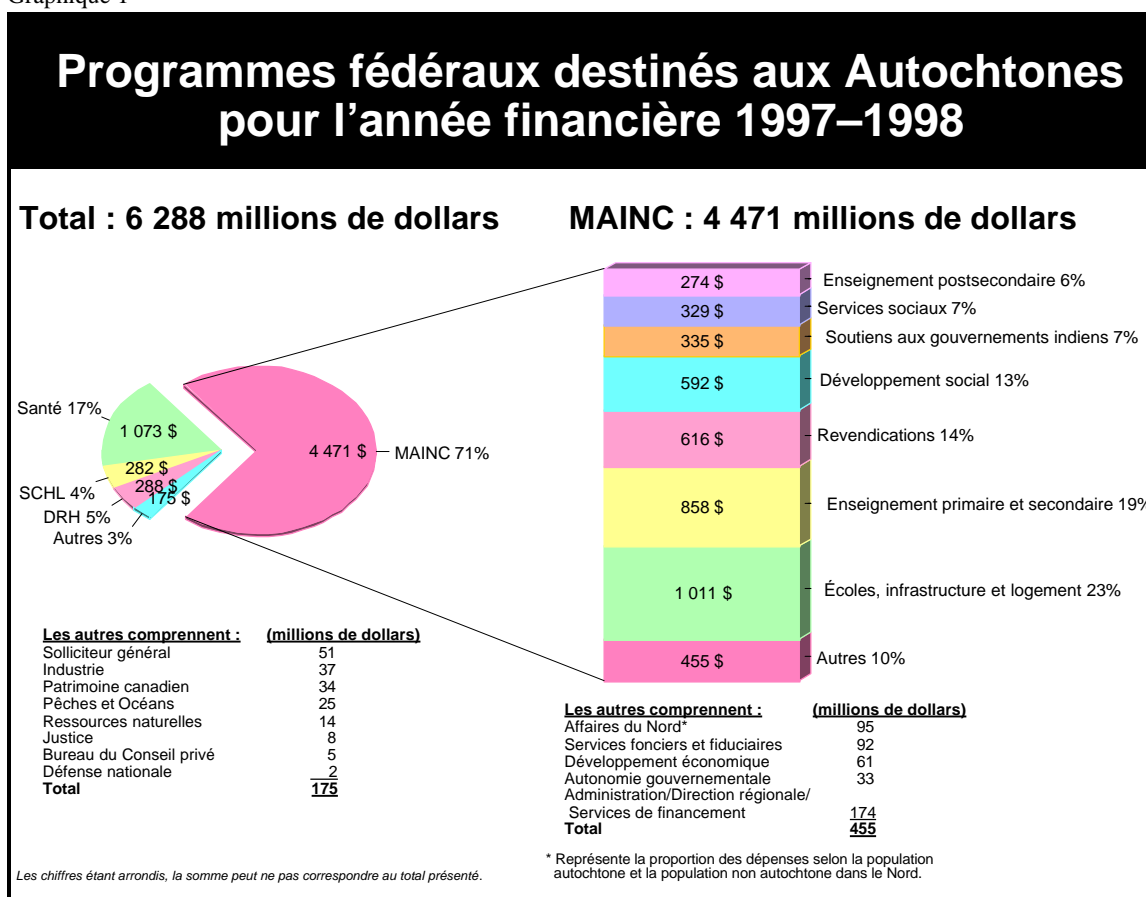 Programmes fédéraux destinés aux Autochtones
pour l'année financière 1997–1998
Total : 6 288 millions de dollars
Santé 17%
1 073 $
282 $
SCHL 4%
288 $
DRH 5%
175 $
Autres 3%
4 471 $
MAINC 71%
Les autres comprennent : (millions de dollars)
Solliciteur général 51
Industrie 37
Patrimoine canadien 34
Pêches et Océans 25
Ressources naturelles 14
Justice 8
Bureau du Conseil privé 5
Défense nationale 2
Total 175
Les chiffres étant arrondis, la somme peut ne pas correspondre au total présenté.
MAINC : 4 471 millions de dollars
274 $ Enseignement postsecondaire 6%
329 $ Services sociaux 7%
335 $ Soutiens aux gouvernements indiens 7%
592 $ Développement social 13%
616 $ Revendications 14%
858 $ Enseignement primaire et secondaire 19%
1 011 $ Écoles, infrastructure et logement 23%
455 $ Autres 10%
Les autres comprennent : (millions de dollars)
Affaires du Nord* 95
Services fonciers et fiduciaires 92
Développement économique 61
Autonomie gouvernementale 33
Administration/Direction régionale/
Services de financement 174
Total 455
* Représente la proportion des dépenses selon la population
autochtone et la population non autochtone dans le Nord.